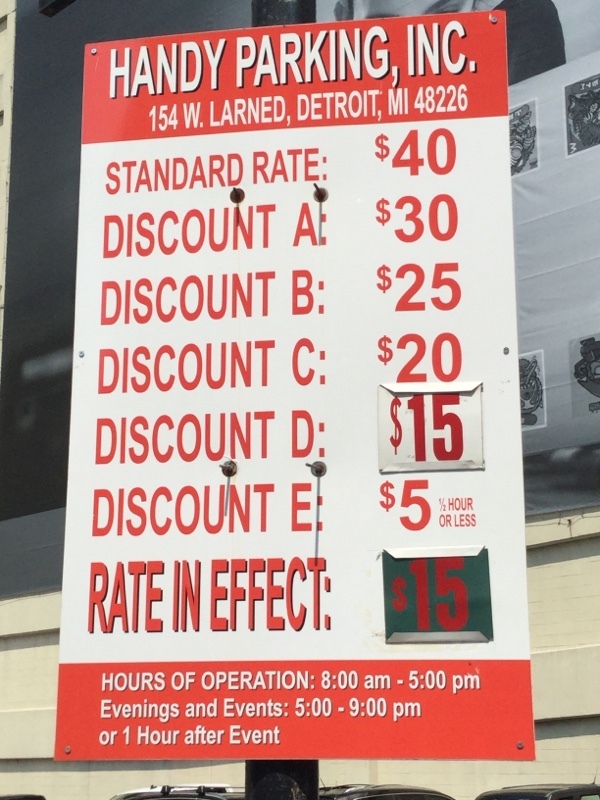 HANDY PARKING, INC.
154 W. LARNED, DETROIT, MI 48226
STANDARD RATE: $40
DISCOUNT A: $30
DISCOUNT B: $25
DISCOUNT C: $20
DISCOUNT D: $15
DISCOUNT E: $5 ½ HOUR OR LESS
RATE IN EFFECT: $15
HOURS OF OPERATION: 8:00 am - 5:00 pm
Evenings and Events: 5:00 - 9:00 pm
or 1 Hour after Event